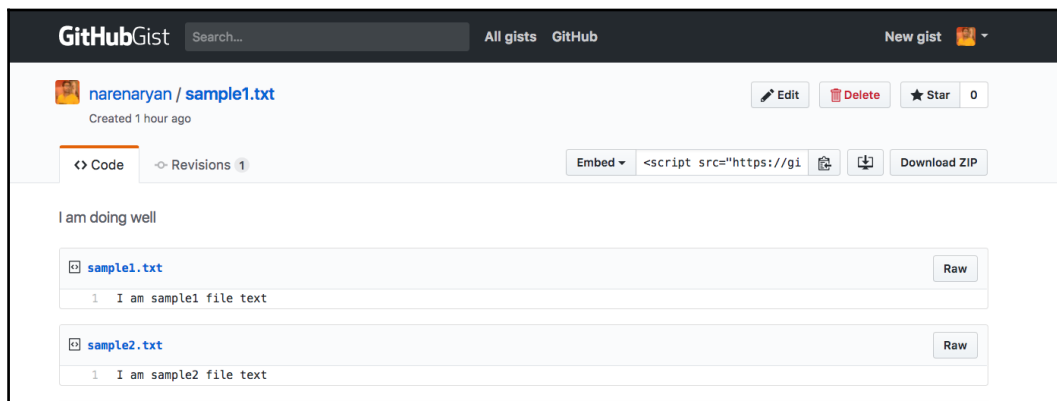 GitHubGist Search... All gists GitHub New gist
narenaryan / sample1.txt Edit Delete Star 0
Created 1 hour ago
Code Revisions 1 Embed <script src="https://gi Download ZIP
I am doing well
sample1.txt Raw
1 I am sample1 file text
sample2.txt Raw
1 I am sample2 file text